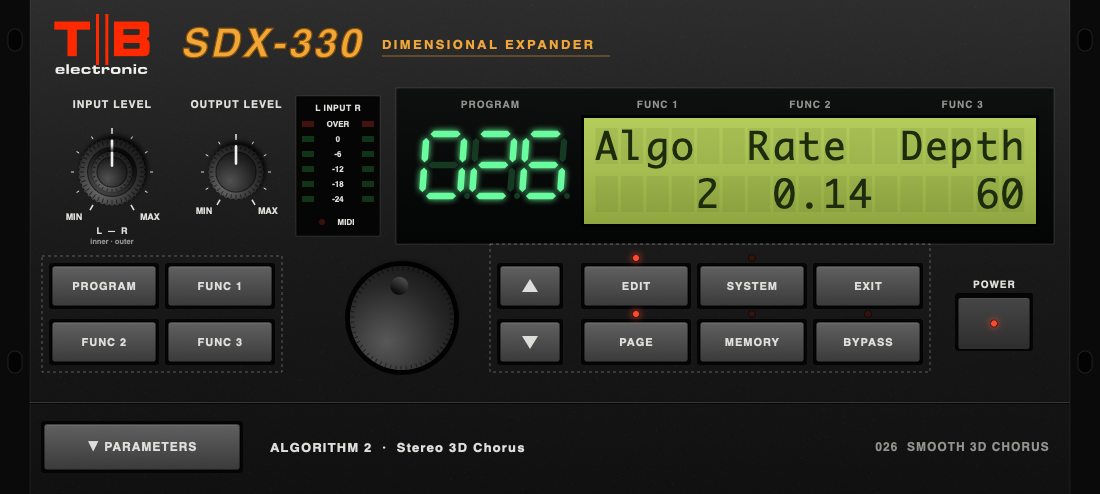 TB
electronic
SDX-330
DIMENSIONAL EXPANDER
INPUT LEVEL
OUTPUT LEVEL
MIN
MAX
L — R
inner · outer
MIN
MAX
L INPUT R
OVER
0
-6
-12
-18
-24
MIDI
PROGRAM
FUNC 1
FUNC 2
FUNC 3
026
Algo Rate Depth
2 0.14 60
PROGRAM
FUNC 1
FUNC 2
FUNC 3
▲
EDIT
SYSTEM
EXIT
▼
PAGE
MEMORY
BYPASS
POWER
▼ PARAMETERS
ALGORITHM 2 · Stereo 3D Chorus
026 SMOOTH 3D CHORUS